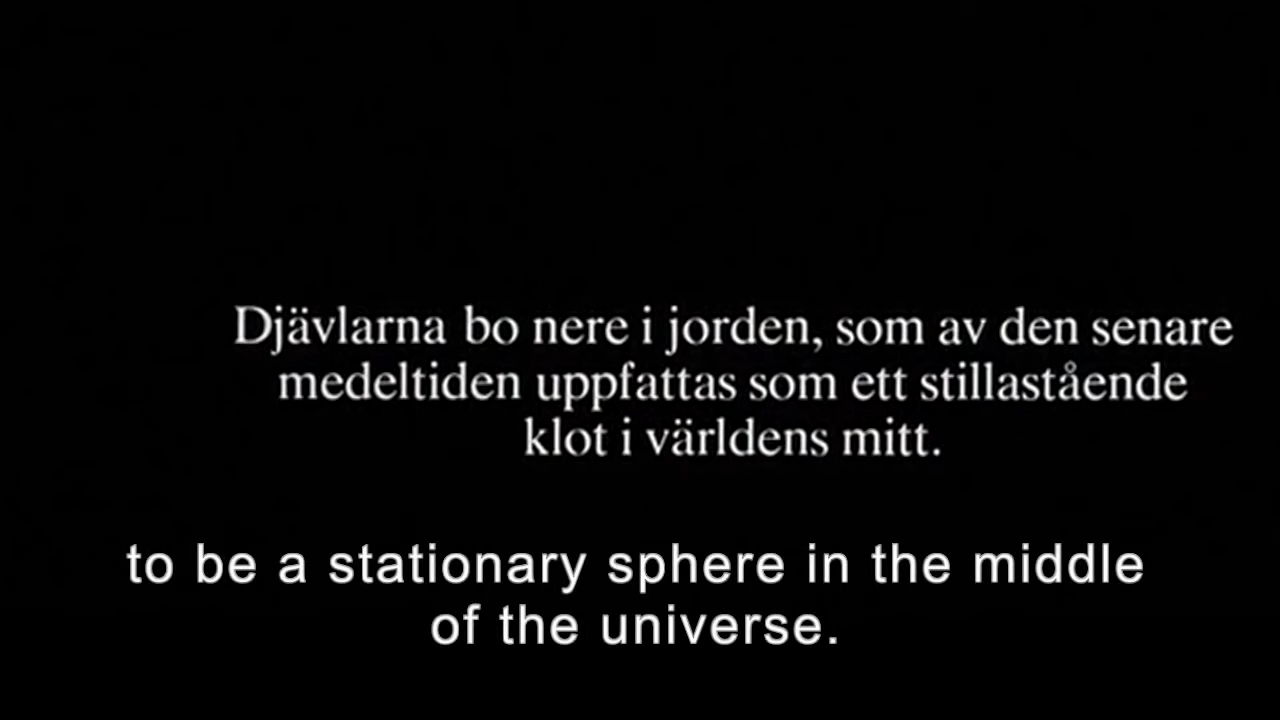 Djävlarna bo nere i jorden, som av den senare
medeltiden uppfattas som ett stillastående
klot i världens mitt.
to be a stationary sphere in the middle
of the universe.